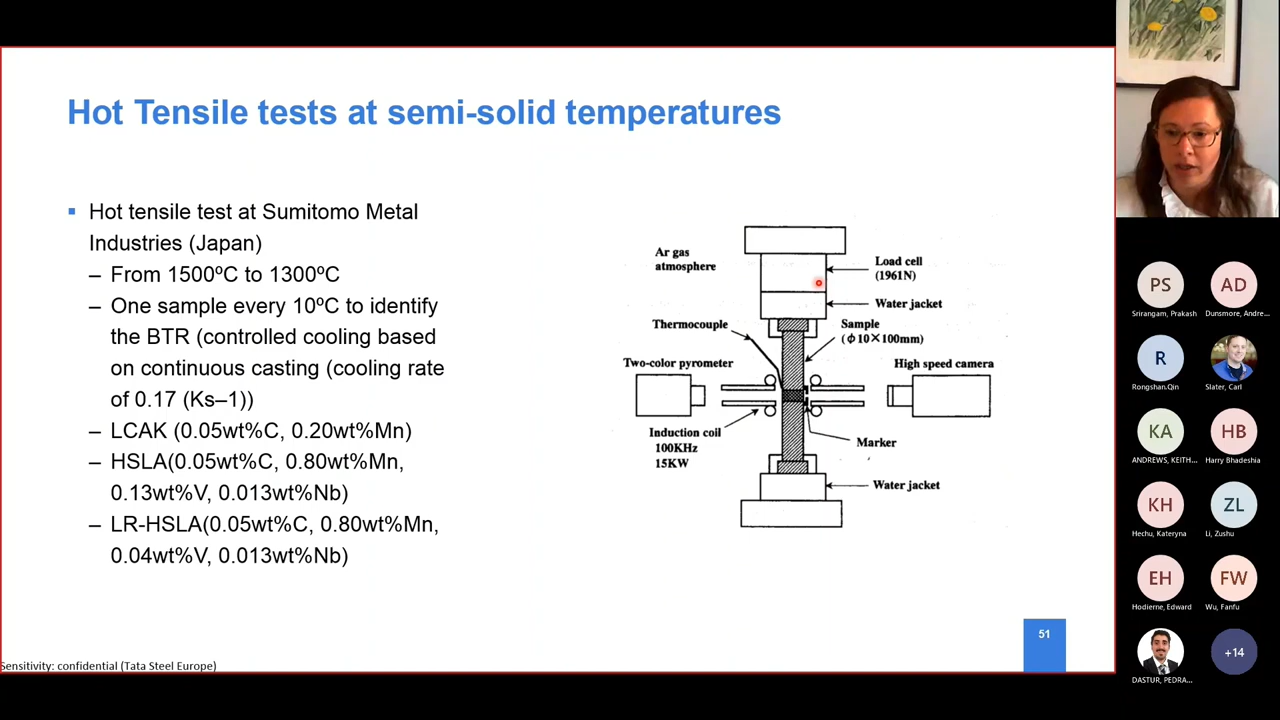 Hot Tensile tests at semi-solid temperatures
▪ Hot tensile test at Sumitomo Metal
Industries (Japan)
– From 1500ºC to 1300ºC
– One sample every 10ºC to identify
the BTR (controlled cooling based
on continuous casting (cooling rate
of 0.17 (Ks–1))
– LCAK (0.05wt%C, 0.20wt%Mn)
– HSLA(0.05wt%C, 0.80wt%Mn,
0.13wt%V, 0.013wt%Nb)
– LR-HSLA(0.05wt%C, 0.80wt%Mn,
0.04wt%V, 0.013wt%Nb)
Ar gas
atmosphere
Load cell
(1961N)
Water jacket
Thermocouple
Sample
(φ10×100mm)
Two-color pyrometer
High speed camera
Induction coil
100KHz
15KW
Marker
Water jacket
51
Sensitivity: confidential (Tata Steel Europe)
PS
Srirangam, Prakash
AD
Dunsmore, Andre...
R
Rongshan.Qin
Slater, Carl
KA
ANDREWS, KEITH...
HB
Harry Bhadeshia
KH
Hechu, Kateryna
ZL
Li, Zushu
EH
Hodierne, Edward
FW
Wu, Fanfu
DASTUR, PEDRA...
+14